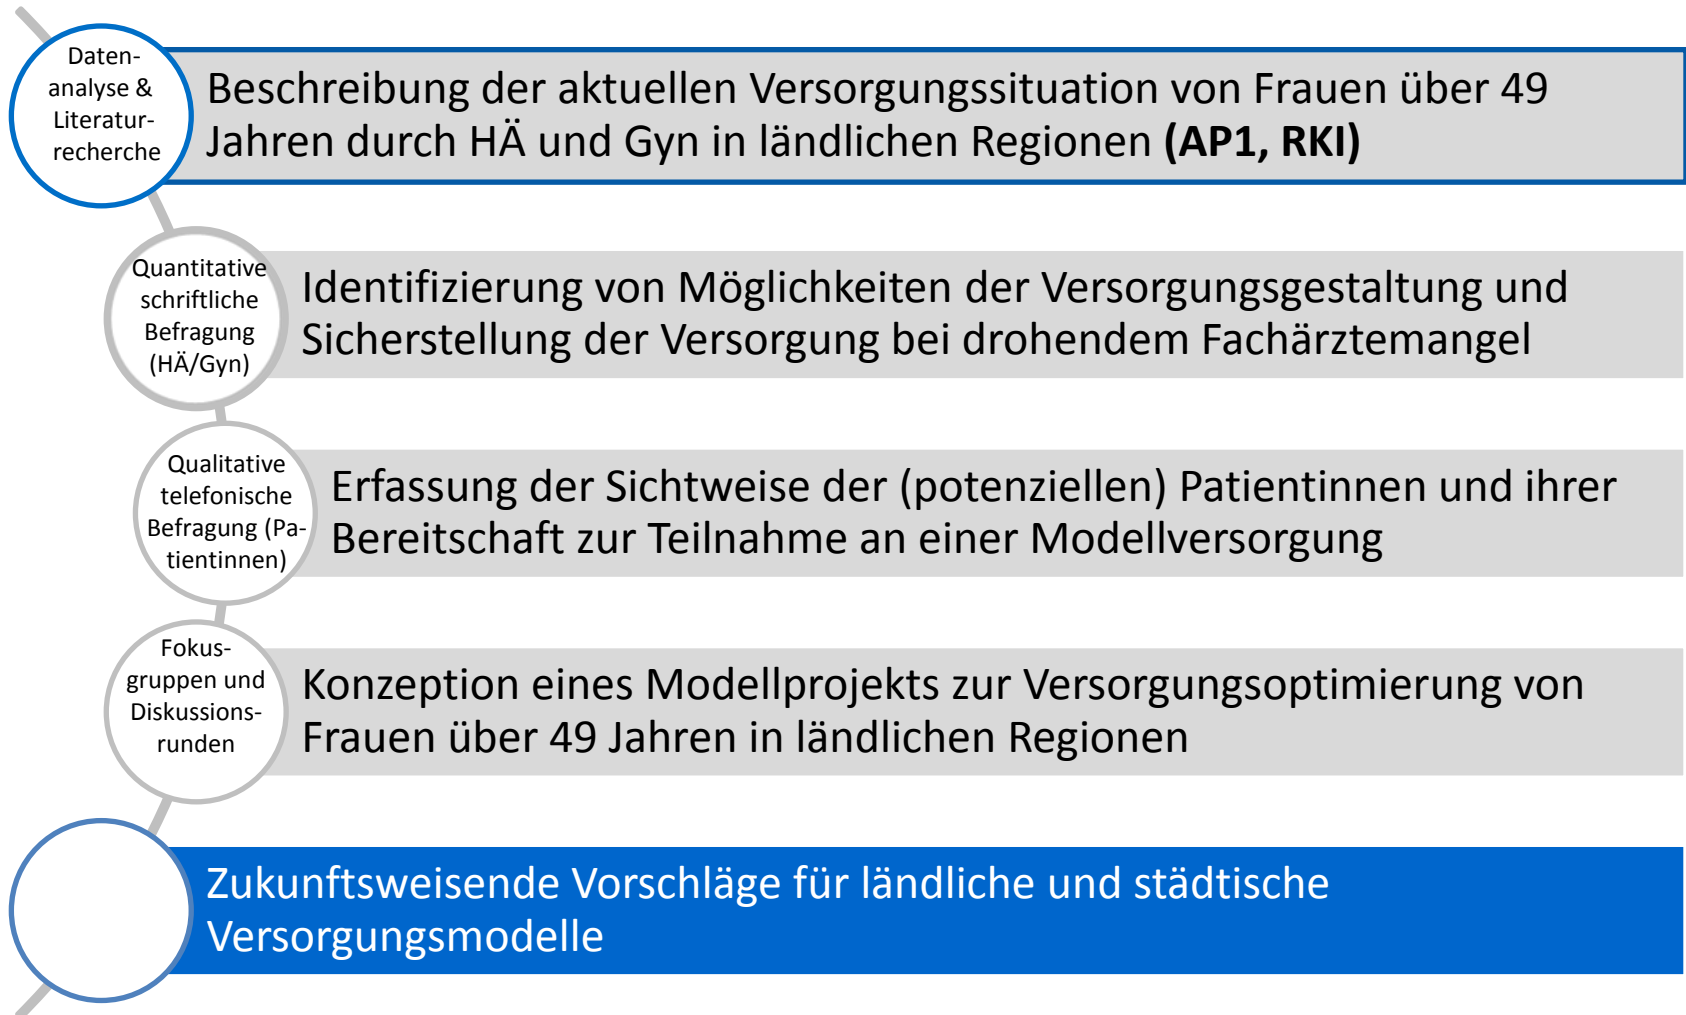 Daten-
analyse &
Literatur-
recherche
Beschreibung der aktuellen Versorgungssituation von Frauen über 49
Jahren durch HÄ und Gyn in ländlichen Regionen (AP1, RKI)
Quantitative
schriftliche
Befragung
(HÄ/Gyn)
Identifizierung von Möglichkeiten der Versorgungsgestaltung und
Sicherstellung der Versorgung bei drohendem Fachärztemangel
Qualitative
telefonische
Befragung (Pa-
tientinnen)
Erfassung der Sichtweise der (potenziellen) Patientinnen und ihrer
Bereitschaft zur Teilnahme an einer Modellversorgung
Fokus-
gruppen und
Diskussions-
runden
Konzeption eines Modellprojekts zur Versorgungsoptimierung von
Frauen über 49 Jahren in ländlichen Regionen
Zukunftsweisende Vorschläge für ländliche und städtische
Versorgungsmodelle